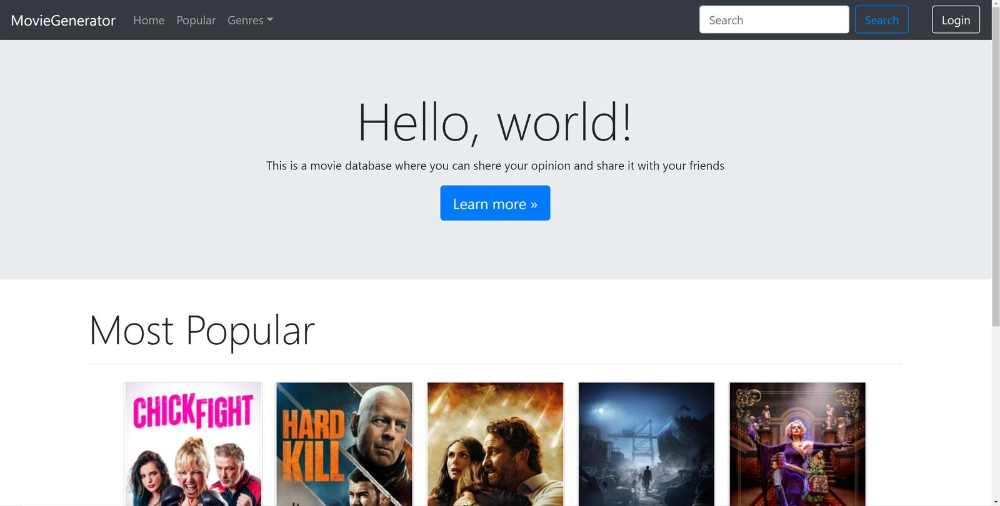 MovieGenerator Home Popular Genres Search Search Login
Hello, world!
This is a movie database where you can shere your opinion and share it with your friends
Learn more »
Most Popular
CHICKFIGHT
HARD
KILL